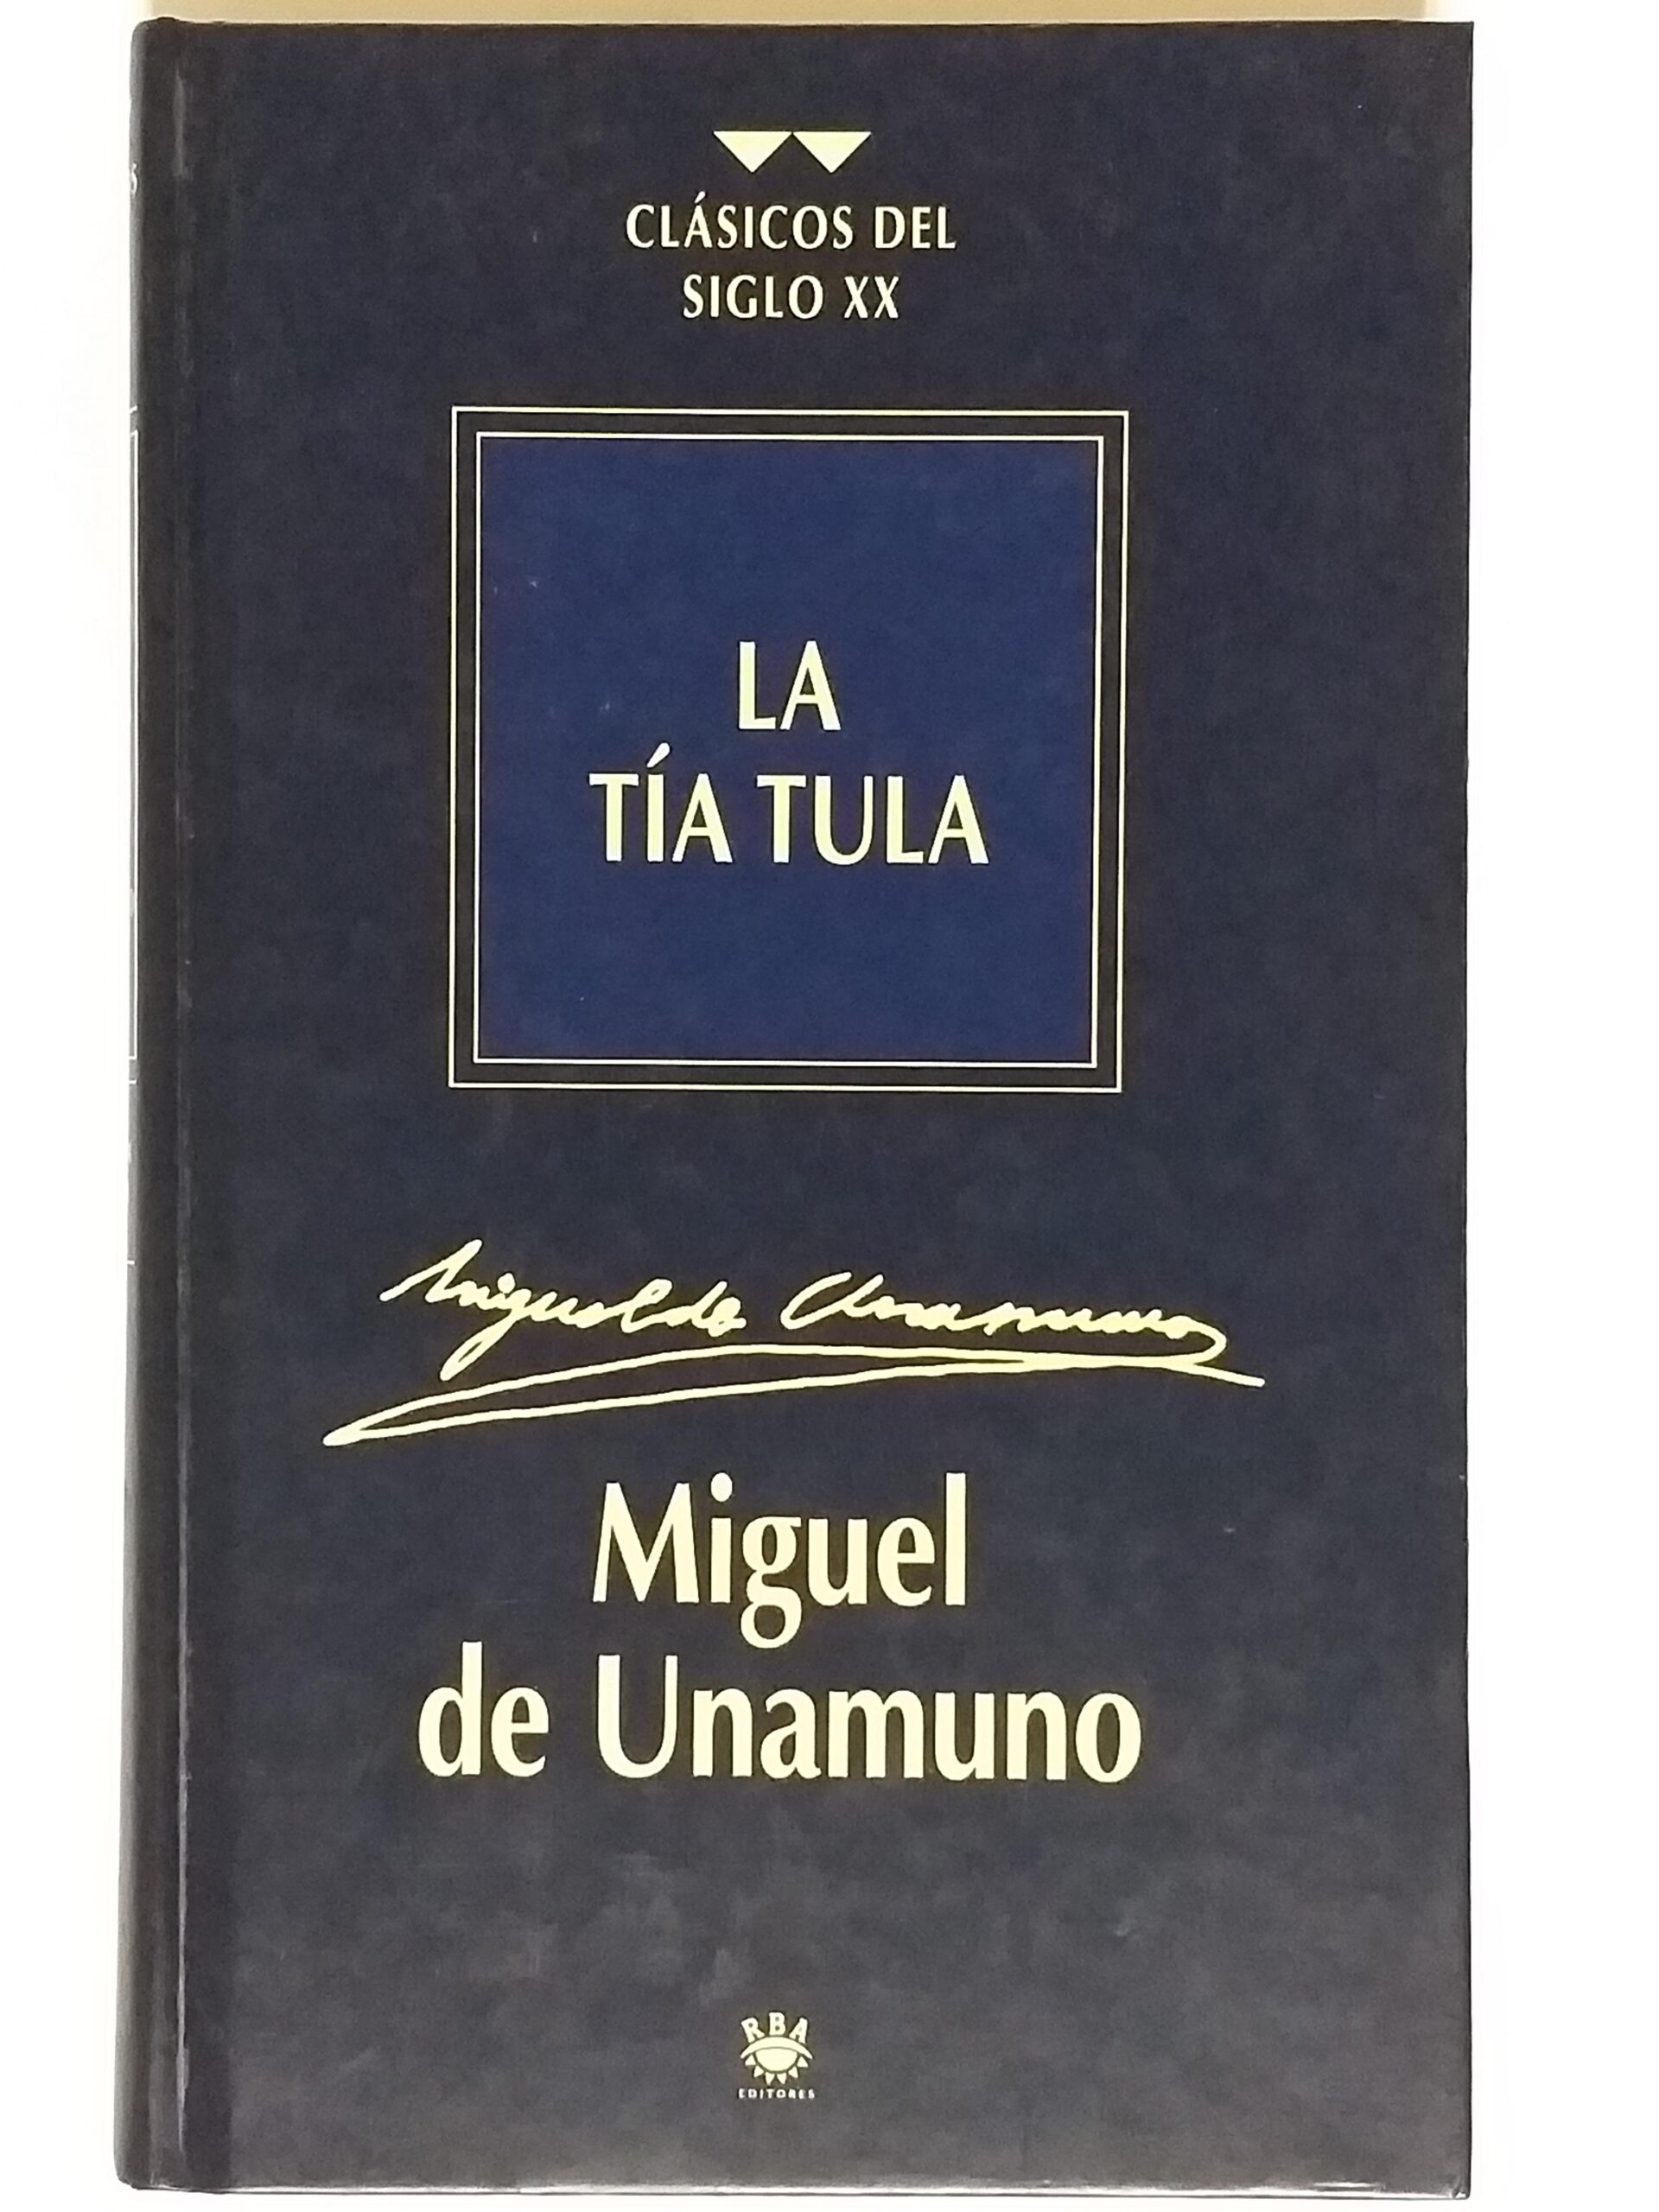 CLÁSICOS DEL
SIGLO XX
LA
TÍA TULA
Miguel de Unamuno
Miguel
de Unamuno
RBA
EDITORES